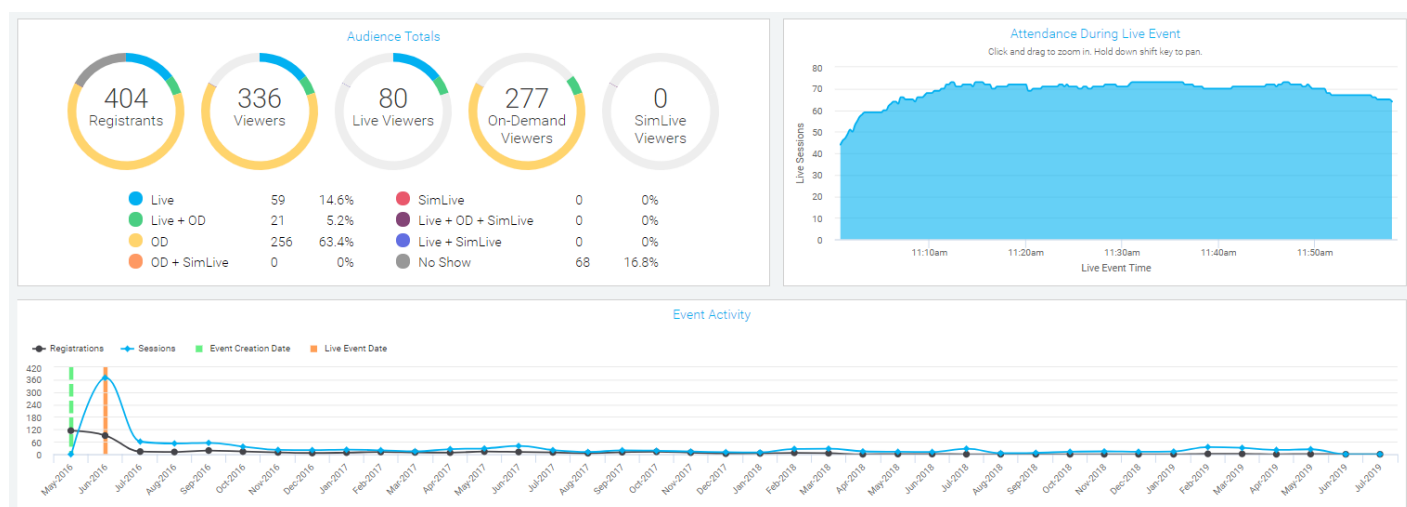 Audience Totals
404
Registrants
336
Viewers
80
Live Viewers
277
On-Demand
Viewers
0
SimLive
Viewers
Live 59 14.6%
Live + OD 21 5.2%
OD 256 63.4%
OD + SimLive 0 0%
SimLive 0 0%
Live + OD + SimLive 0 0%
Live + SimLive 0 0%
No Show 68 16.8%
Attendance During Live Event
Click and drag to zoom in. Hold down shift key to pan.
Live Sessions
80
70
60
50
40
30
20
10
0
11:10am 11:20am 11:30am 11:40am 11:50am
Live Event Time
Event Activity
Registrations Sessions Event Creation Date Live Event Date
420
360
300
240
180
120
60
0
May-2016 Jun-2016 Jul-2016 Aug-2016 Sep-2016 Oct-2016 Nov-2016 Dec-2016 Jan-2017 Feb-2017 Mar-2017 Apr-2017 May-2017 Jun-2017 Jul-2017 Aug-2017 Sep-2017 Oct-2017 Nov-2017 Dec-2017 Jan-2018 Feb-2018 Mar-2018 Apr-2018 May-2018 Jun-2018 Jul-2018 Aug-2018 Sep-2018 Oct-2018 Nov-2018 Dec-2018 Jan-2019 Feb-2019 Mar-2019 Apr-2019 May-2019 Jun-2019 Jul-2019